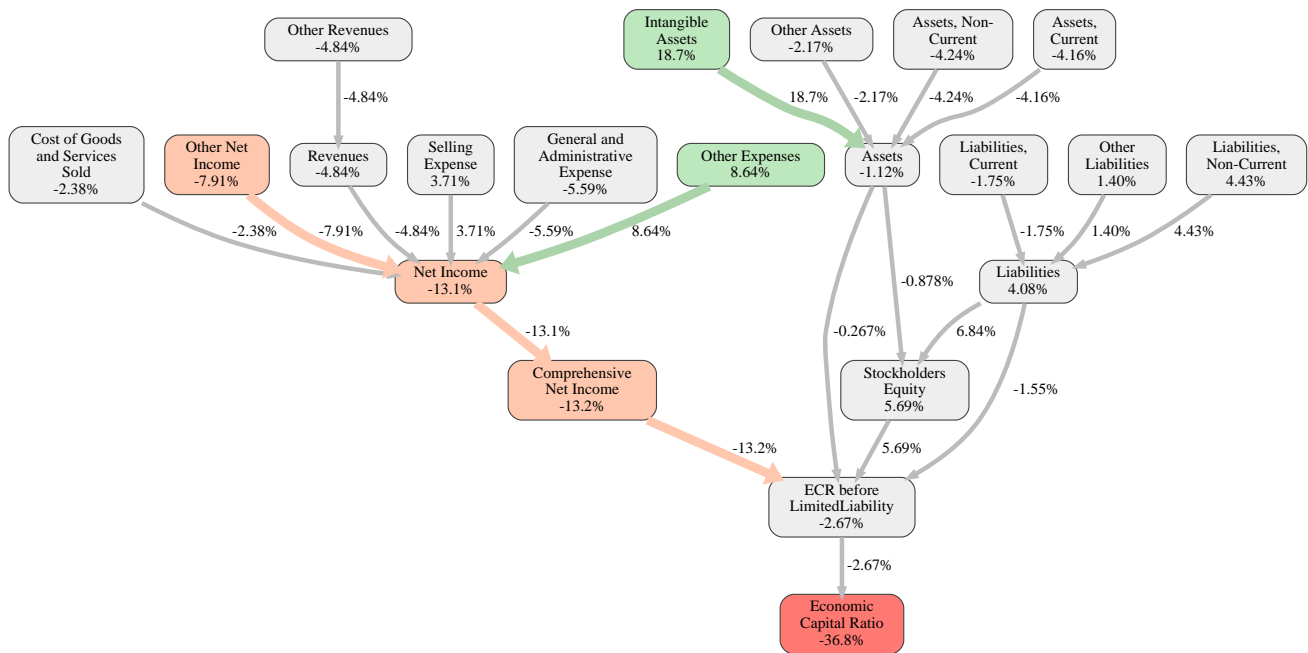 Other Revenues
-4.84%
Intangible
Assets
18.7%
Other Assets
-2.17%
Assets, Non-
Current
-4.24%
Assets,
Current
-4.16%
-4.84%
18.7%
-2.17%
-4.24%
-4.16%
Cost of Goods
and Services
Sold
-2.38%
Other Net
Income
-7.91%
Revenues
-4.84%
Selling
Expense
3.71%
General and
Administrative
Expense
-5.59%
Other Expenses
8.64%
Assets
-1.12%
Liabilities,
Current
-1.75%
Other
Liabilities
1.40%
Liabilities,
Non-Current
4.43%
-2.38%
-7.91%
-4.84%
3.71%
-5.59%
8.64%
-1.75%
1.40%
4.43%
Net Income
-13.1%
-0.878%
Liabilities
4.08%
-13.1%
-0.267%
6.84%
Comprehensive
Net Income
-13.2%
Stockholders
Equity
5.69%
-1.55%
-13.2%
5.69%
ECR before
LimitedLiability
-2.67%
-2.67%
Economic
Capital Ratio
-36.8%